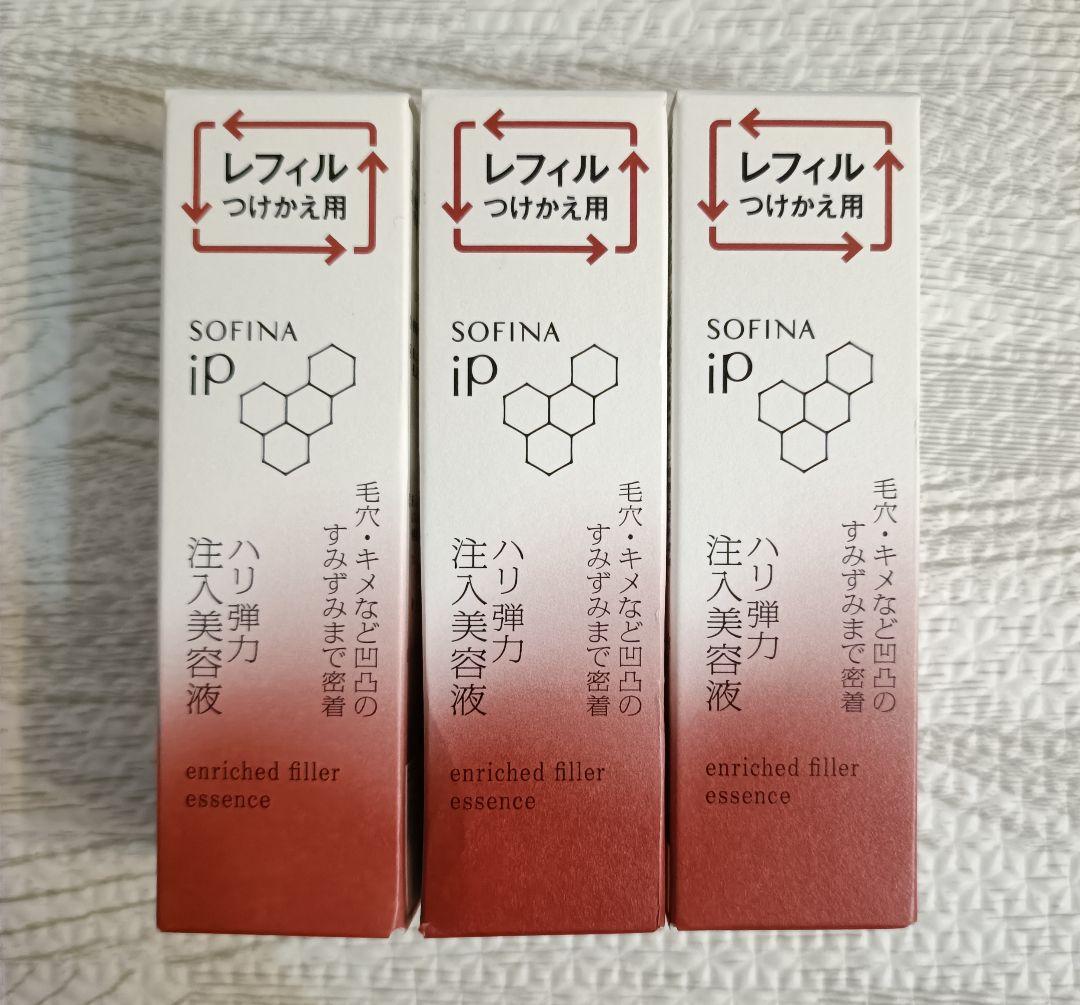 レフィル
つけかえ用
SOFINA
iP
毛穴・キメなど凹凸の
すみずみまで密着
ハリ弾力
注入美容液
enriched filler
essence
レフィル
つけかえ用
SOFINA
iP
毛穴・キメなど凹凸の
すみずみまで密着
ハリ弾力
注入美容液
enriched filler
essence
レフィル
つけかえ用
SOFINA
iP
毛穴・キメなど凹凸の
すみずみまで密着
ハリ弾力
注入美容液
enriched filler
essence